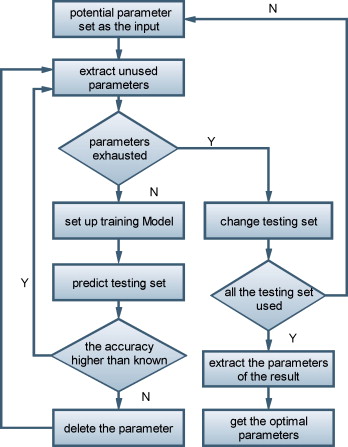 potential parameter
set as the input
N
extract unused
parameters
parameters
exhausted
Y
N
set up training Model
change testing set
Y
predict testing set
all the testing set
used
Y
the accuracy
higher than known
extract the parameters
of the result
N
delete the parameter
get the optimal
parameters